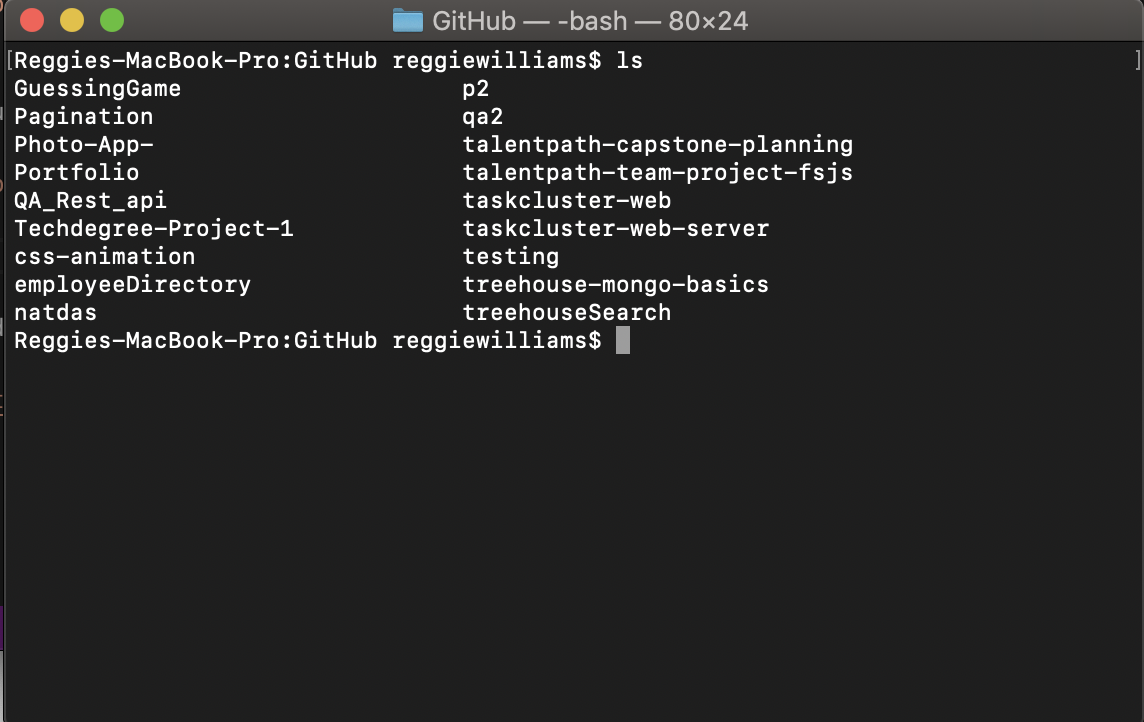 GitHub — -bash — 80×24
[Reggies-MacBook-Pro:GitHub reggiewilliams$ ls ]
GuessingGame p2
Pagination qa2
Photo-App- talentpath-capstone-planning
Portfolio talentpath-team-project-fsjs
QA_Rest_api taskcluster-web
Techdegree-Project-1 taskcluster-web-server
css-animation testing
employeeDirectory treehouse-mongo-basics
natdas treehouseSearch
Reggies-MacBook-Pro:GitHub reggiewilliams$